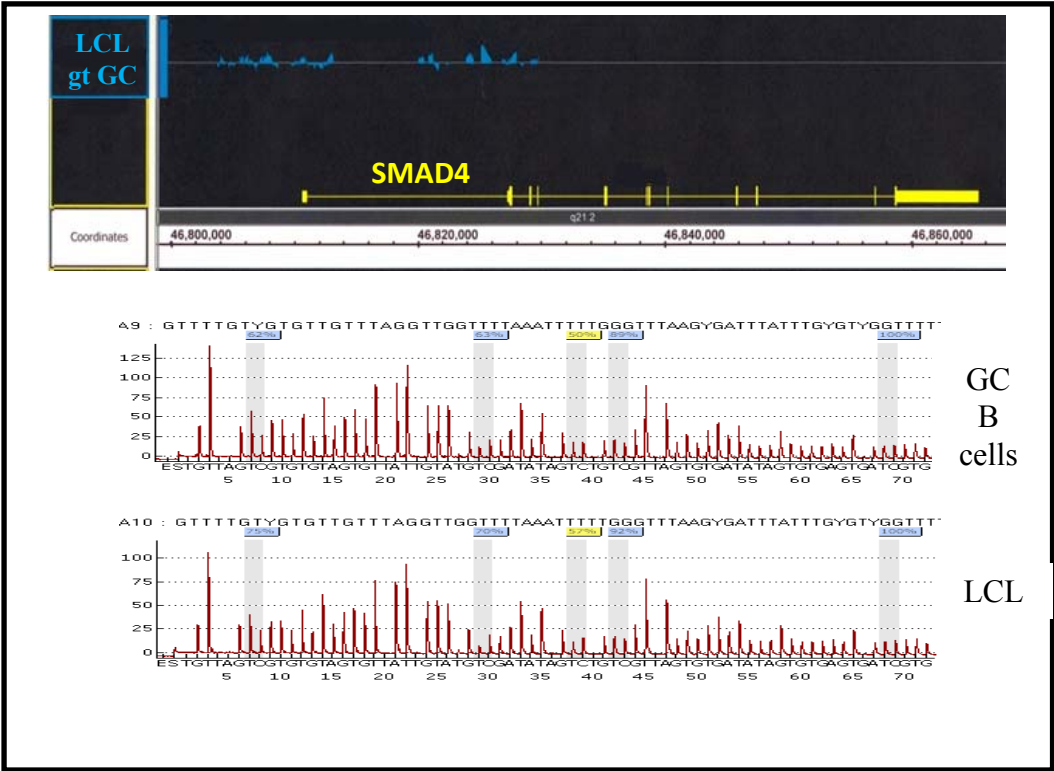 LCL
gt GC
SMAD4
q21 2
Coordinates
46,800,000 46,820,000 46,840,000 46,860,000
A9 : GTTTTGTYGTGTTGTTTAGGTTGGTTTTAAATTTTTGGGTTTAAGYGATTTATTTGYGTYGGTTTT
62% 63% 50% 89% 100%
125
100
75
50
25
0
5 10 15 20 25 30 35 40 45 50 55 60 65 70
GC
B
cells
A10 : GTTTTGTYGTGTTGTTTAGGTTGGTTTTAAATTTTTGGGTTTAAGYGATTTATTTGYGTYGGTTT
75% 70% 57% 92% 100%
100
75
50
25
0
5 10 15 20 25 30 35 40 45 50 55 60 65 70
LCL